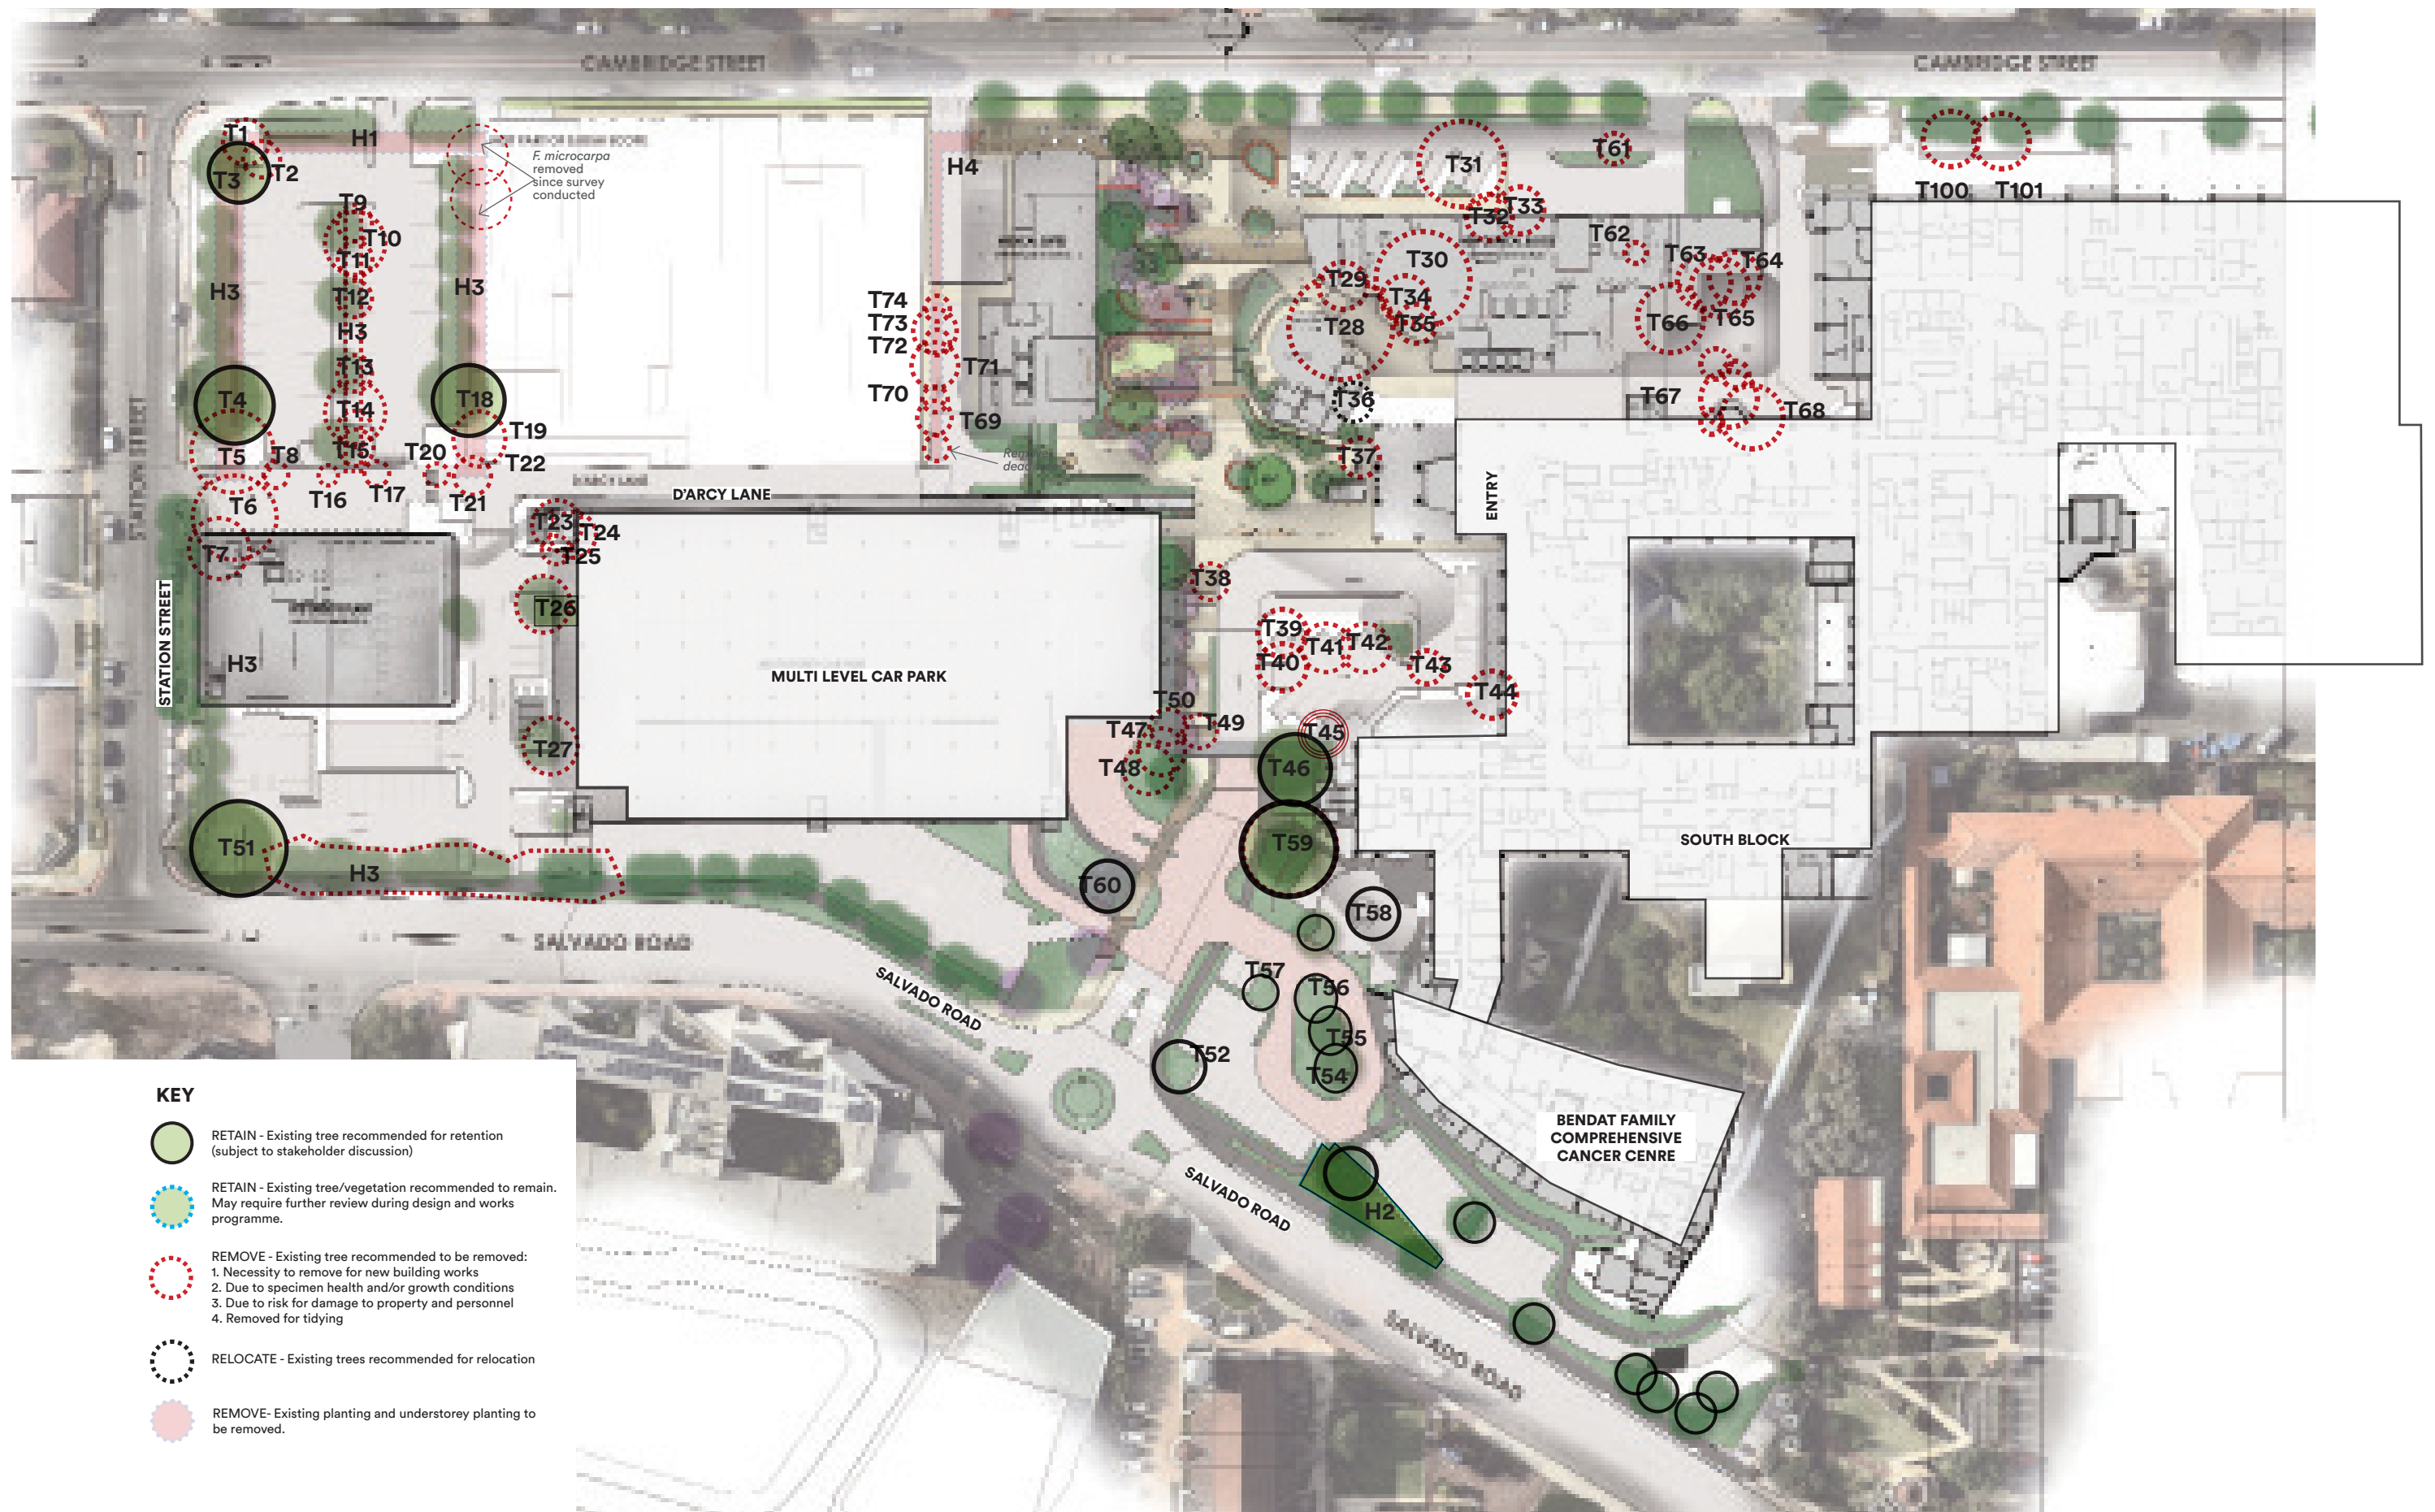 CAMBRIDGE STREET
CAMBRIDGE STREET
T1
H1
T2
T3
F. microcarpa
removed
since survey
conducted
H4
T31
T61
T100
T101
T9
T10
T11
T32
T33
T62
T63
T64
H3
T12
H3
T30
T29
T34
T28
T35
T66
T65
H3
T13
T74
T73
T72
T71
T4
T14
T18
T70
T36
T67
T68
T69
T19
T5
T8
T15
T20
T22
T37
T16
T17
T6
T21
D'ARCY LANE
D'ARCY LANE
ENTRY
STATION STREET
T23
T24
T7
T25
T38
T26
STATION STREET
T39
T41
T42
T40
T43
H3
MULTI LEVEL CAR PARK
T44
T50
T49
T47
T45
T27
T48
T46
T51
T59
SOUTH BLOCK
H3
T60
T58
SALVADO ROAD
SALVADO ROAD
T57
T56
T55
T52
T54
BENDAT FAMILY
COMPREHENSIVE
CANCER CENRE
SALVADO ROAD
H2
SALVADO ROAD
KEY
RETAIN - Existing tree recommended for retention
(subject to stakeholder discussion)
RETAIN - Existing tree/vegetation recommended to remain.
May require further review during design and works
programme.
REMOVE - Existing tree recommended to be removed:
1. Necessity to remove for new building works
2. Due to specimen health and/or growth conditions
3. Due to risk for damage to property and personnel
4. Removed for tidying
RELOCATE - Existing trees recommended for relocation
REMOVE- Existing planting and understorey planting to
be removed.